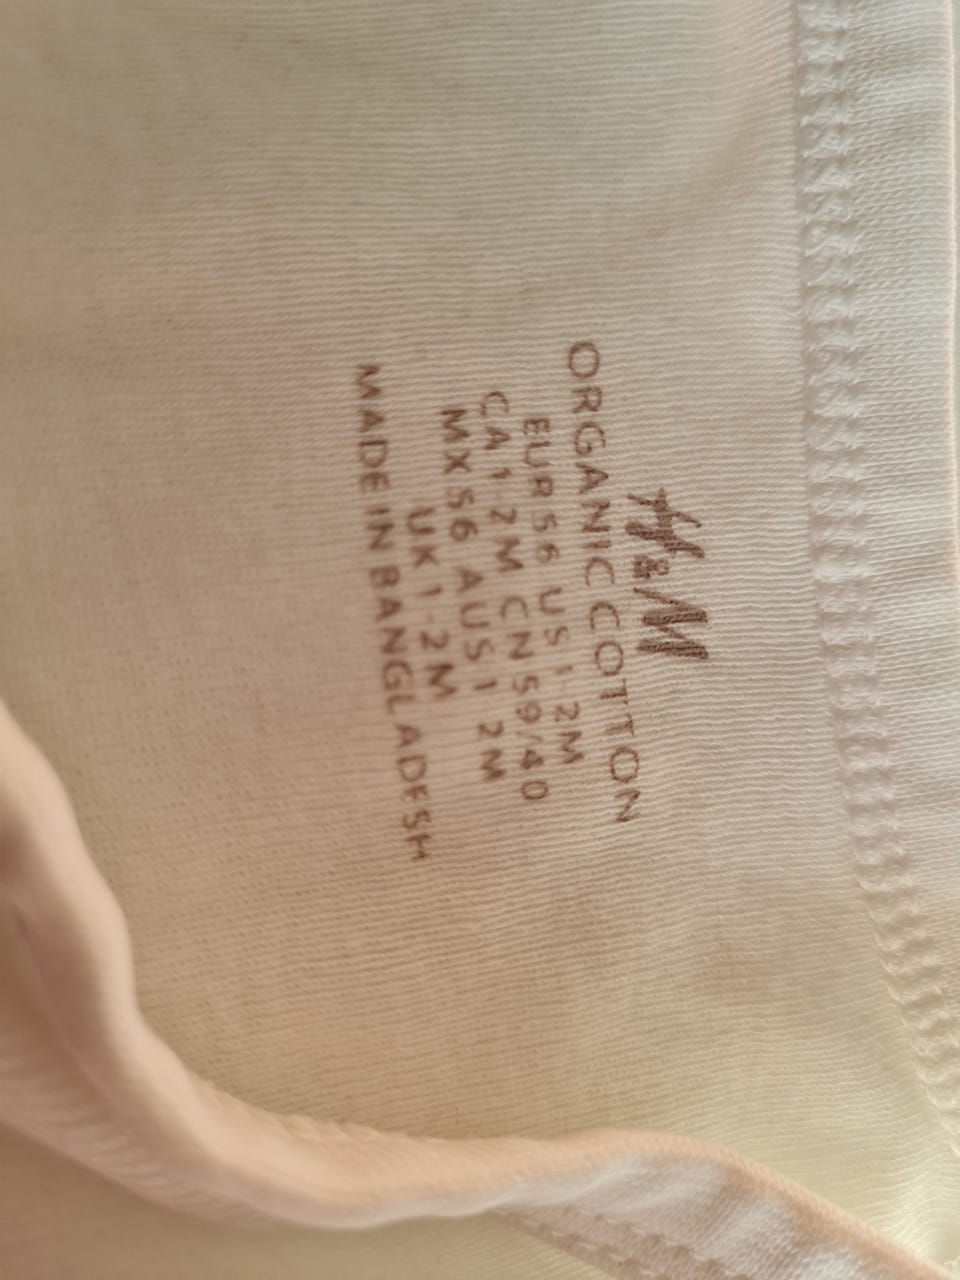 H&M
ORGANIC COTTON
EUR 56 US 1-2M
CA 1-2M CN 59/40
MX 56 AUS 1-2M
UK 1-2M
MADE IN BANGLADESH